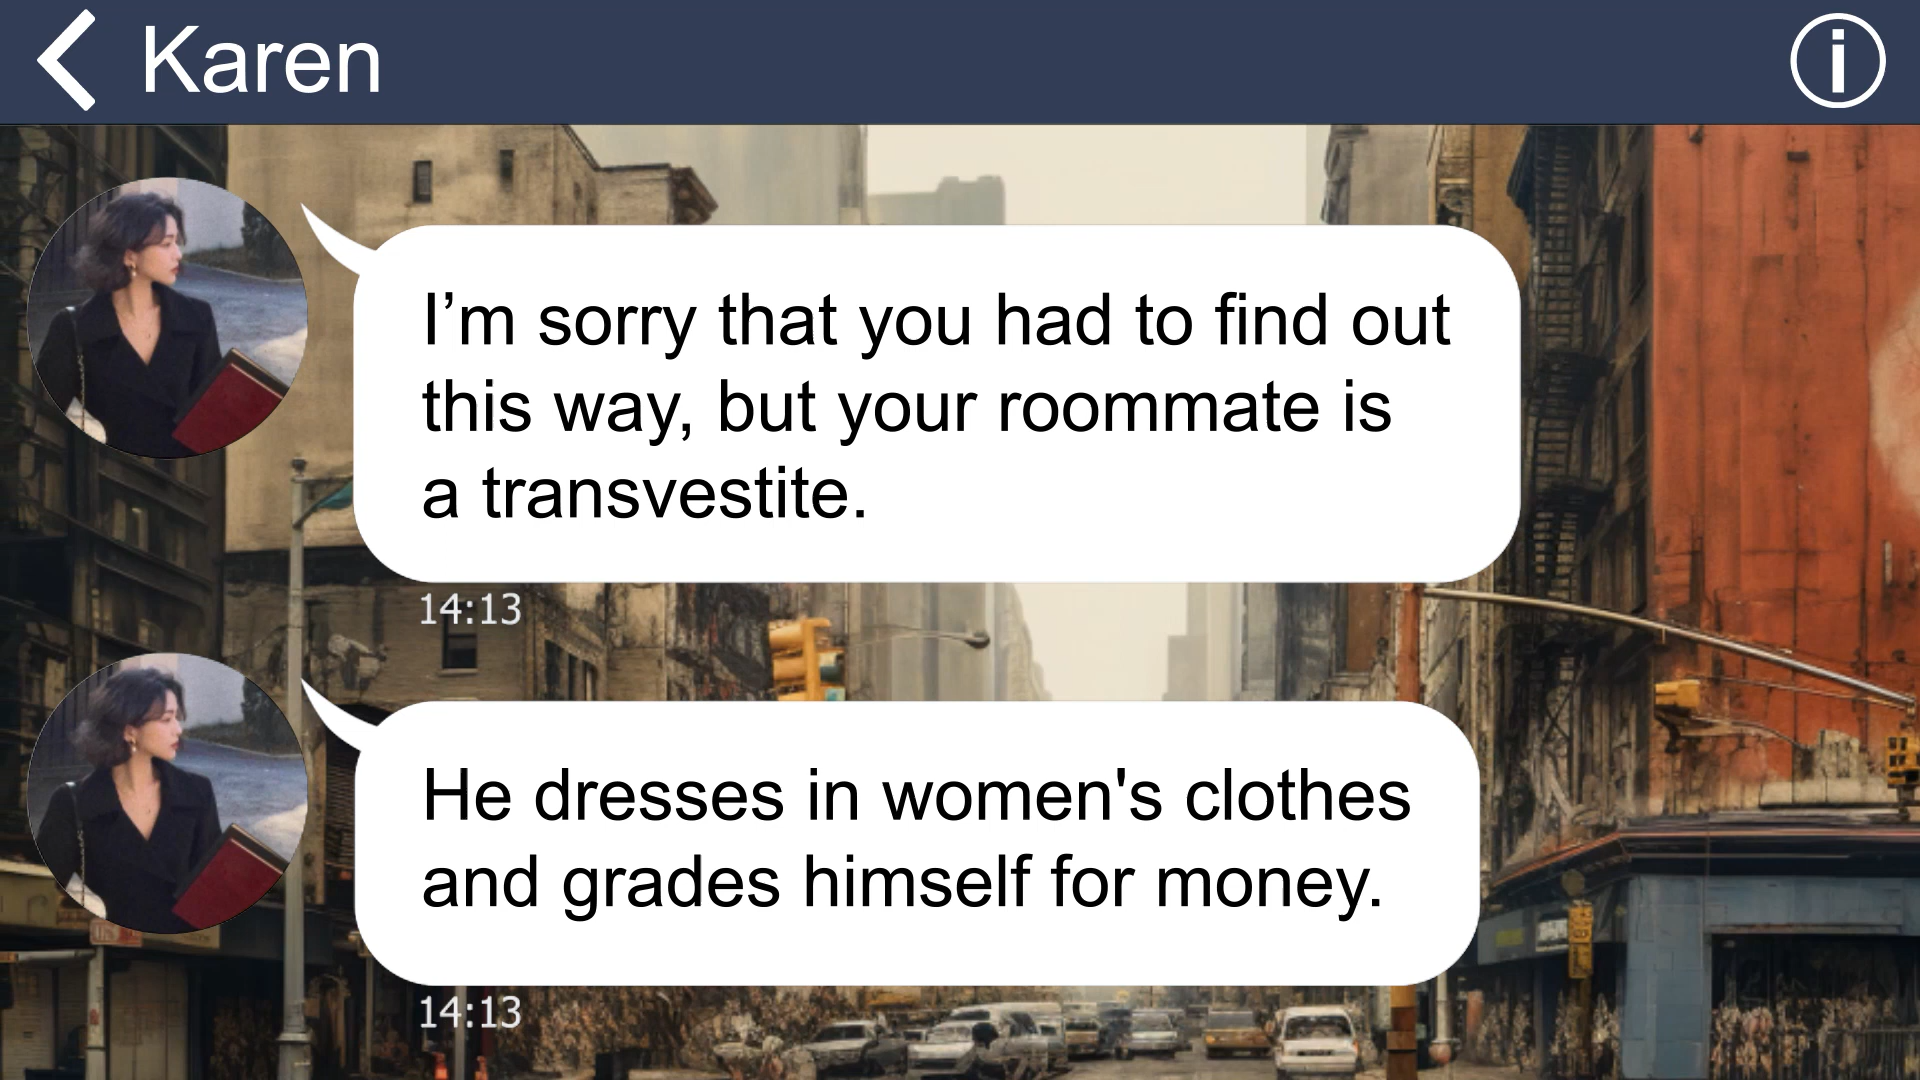 Karen
I’m sorry that you had to find out
this way, but your roommate is
a transvestite.
14:13
He dresses in women's clothes
and grades himself for money.
14:13